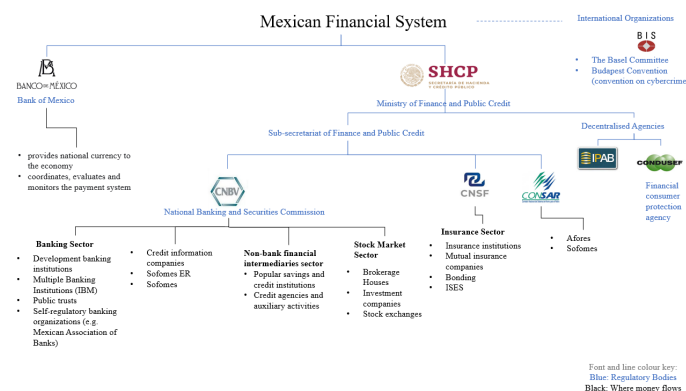 Mexican Financial System
International Organizations
BIS
• The Basel Committee
• Budapest Convention
(convention on cybercrime
BANCO DE MÉXICO
Bank of Mexico
SHCP
SECRETARÍA DE HACIENDA
Y CRÉDITO PÚBLICO
Ministry of Finance and Public Credit
Sub-secretariat of Finance and Public Credit
Decentralised Agencies
• provides national currency to
the economy
• coordinates, evaluates and
monitors the payment system
IPAB
CONDUSEF
Financial
consumer
protection
agency
CNBV
National Banking and Securities Commission
CNSF
CONSAR
Banking Sector
• Development banking
institutions
• Multiple Banking
Institutions (IBM)
• Public trusts
• Self-regulatory banking
organizations (e.g.
Mexican Association of
Banks)
• Credit information
companies
• Sofomes ER
• Sofomes
Non-bank financial
intermediaries sector
• Popular savings and
credit institutions
• Credit agencies and
auxiliary activities
Stock Market
Sector
• Brokerage
Houses
• Investment
companies
• Stock exchanges
Insurance Sector
• Insurance institutions
• Mutual insurance
companies
• Bonding
• ISES
• Afores
• Sofomes
Font and line colour key:
Blue: Regulatory Bodies
Black: Where money flows